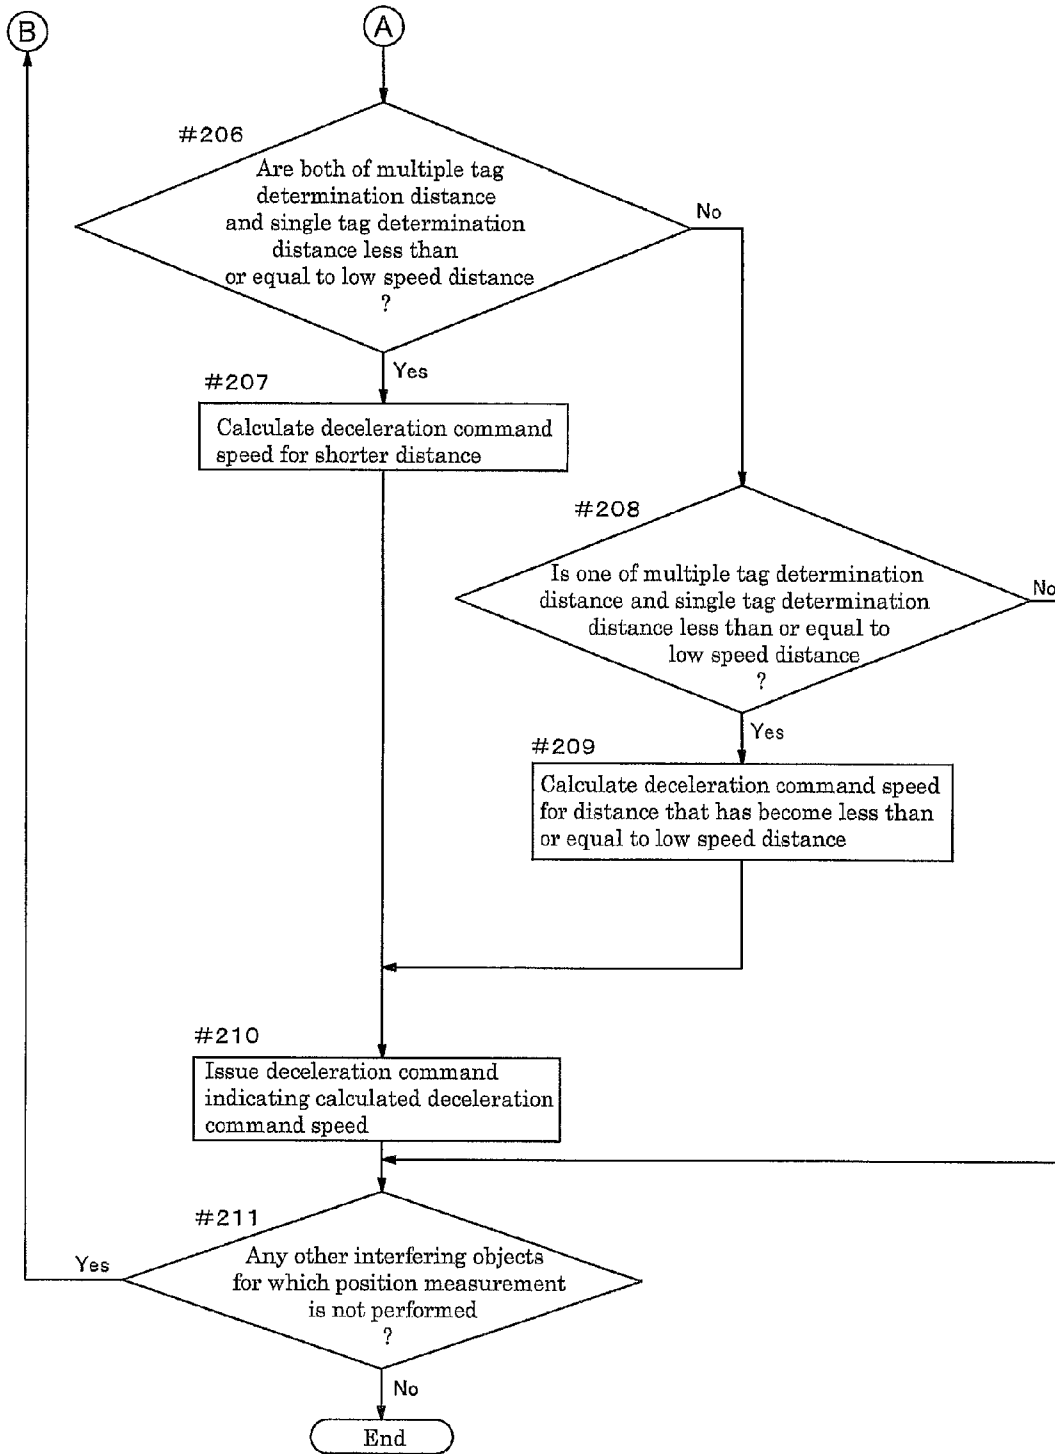 B
A
#206
Are both of multiple tag
determination distance
and single tag determination
distance less than
or equal to low speed distance
?
No
Yes
#207
Calculate deceleration command
speed for shorter distance
#208
Is one of multiple tag determination
distance and single tag determination
distance less than or equal to
low speed distance
?
No
Yes
#209
Calculate deceleration command speed
for distance that has become less than
or equal to low speed distance
#210
Issue deceleration command
indicating calculated deceleration
command speed
#211
Any other interfering objects
for which position measurement
is not performed
?
Yes
No
End